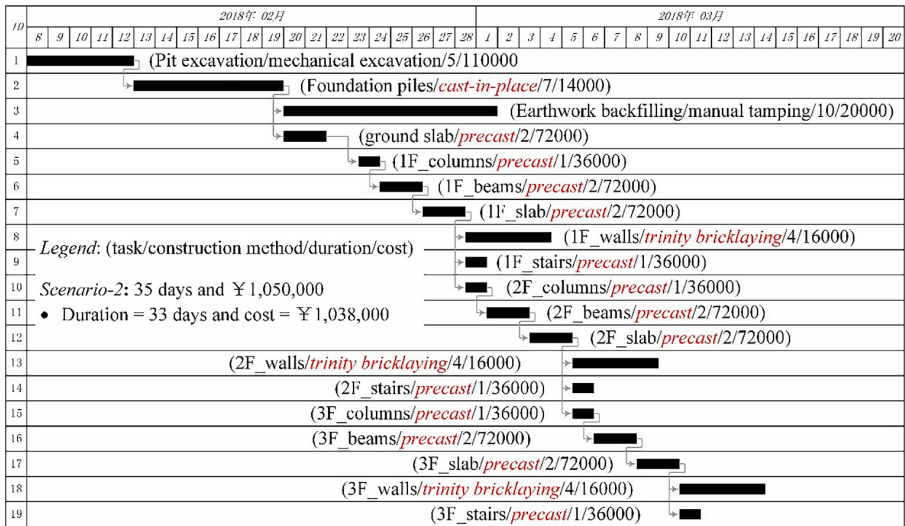 ID 2018年 02月 2018年 03月
8 9 10 11 12 13 14 15 16 17 18 19 20 21 22 23 24 25 26 27 28 1 2 3 4 5 6 7 8 9 10 11 12 13 14 15 16 17 18 19 20
1 (Pit excavation/mechanical excavation/5/110000
2 (Foundation piles/cast-in-place/7/14000)
3 (Earthwork backfilling/manual tamping/10/20000)
4 (ground slab/precast/2/72000)
5 (1F_columns/precast/1/36000)
6 (1F_beams/precast/2/72000)
7 (1F_slab/precast/2/72000)
8 (1F_walls/trinity bricklaying/4/16000)
Legend: (task/construction method/duration/cost)
9 (1F_stairs/precast/1/36000)
Scenario-2: 35 days and ￥1,050,000
10 (2F_columns/precast/1/36000)
• Duration = 33 days and cost = ￥1,038,000
11 (2F_beams/precast/2/72000)
12 (2F_slab/precast/2/72000)
13 (2F_walls/trinity bricklaying/4/16000)
14 (2F_stairs/precast/1/36000)
15 (3F_columns/precast/1/36000)
16 (3F_beams/precast/2/72000)
17 (3F_slab/precast/2/72000)
18 (3F_walls/trinity bricklaying/4/16000)
19 (3F_stairs/precast/1/36000)